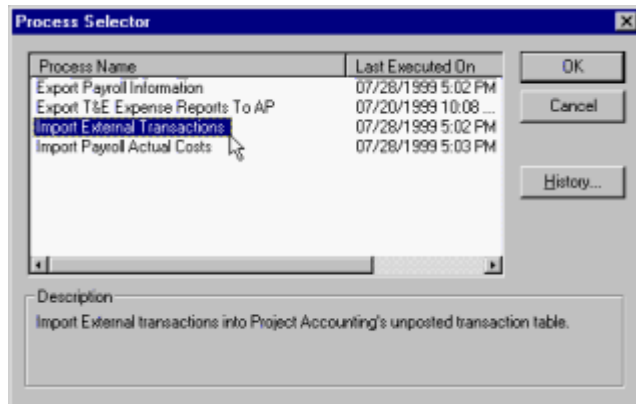 Process Selector
Process Name Last Executed On
Export Payroll Information 07/28/1999 5:02 PM
Export T&E Expense Reports To AP 07/20/1999 10:08 ...
Import External Transactions 07/28/1999 5:02 PM
Import Payroll Actual Costs 07/28/1999 5:03 PM
OK
Cancel
History...
Description
Import External transactions into Project Accounting's unposted transaction table.